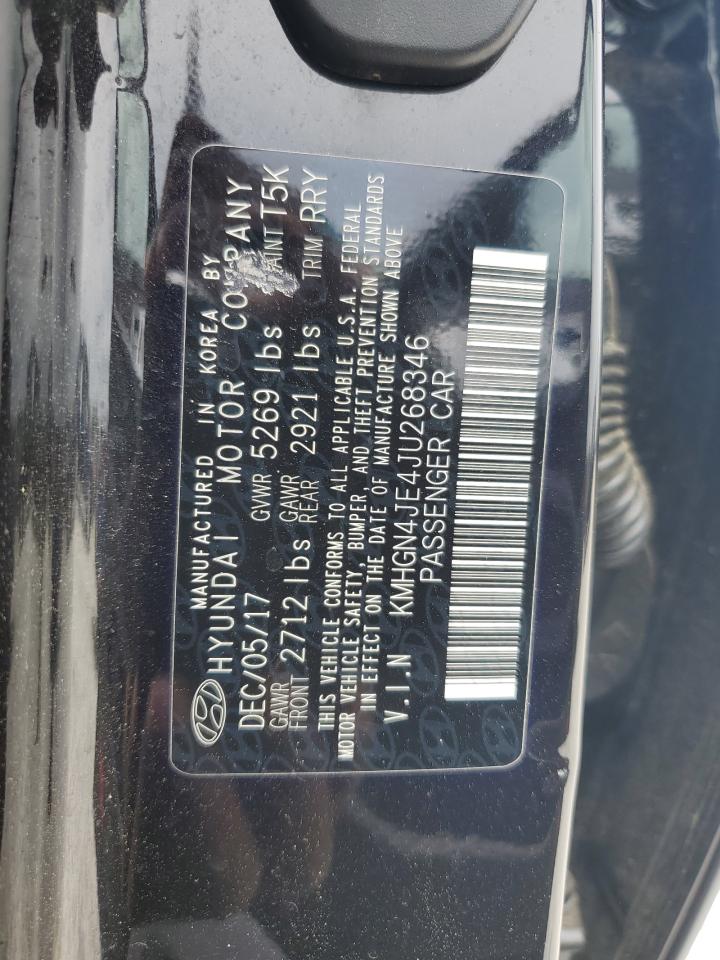 MANUFACTURED IN KOREA BY
HYUNDAI MOTOR COMPANY
DEC/05/17 GVWR 5269 lbs PAINT T5K
GAWR FRONT 2712 lbs GAWR REAR 2921 lbs TRIM RRY
THIS VEHICLE CONFORMS TO ALL APPLICABLE U.S.A. FEDERAL
MOTOR VEHICLE SAFETY, BUMPER, AND THEFT PREVENTION STANDARDS
IN EFFECT ON THE DATE OF MANUFACTURE SHOWN ABOVE
V.I.N KMHGN4JE4JU268346
PASSENGER CAR